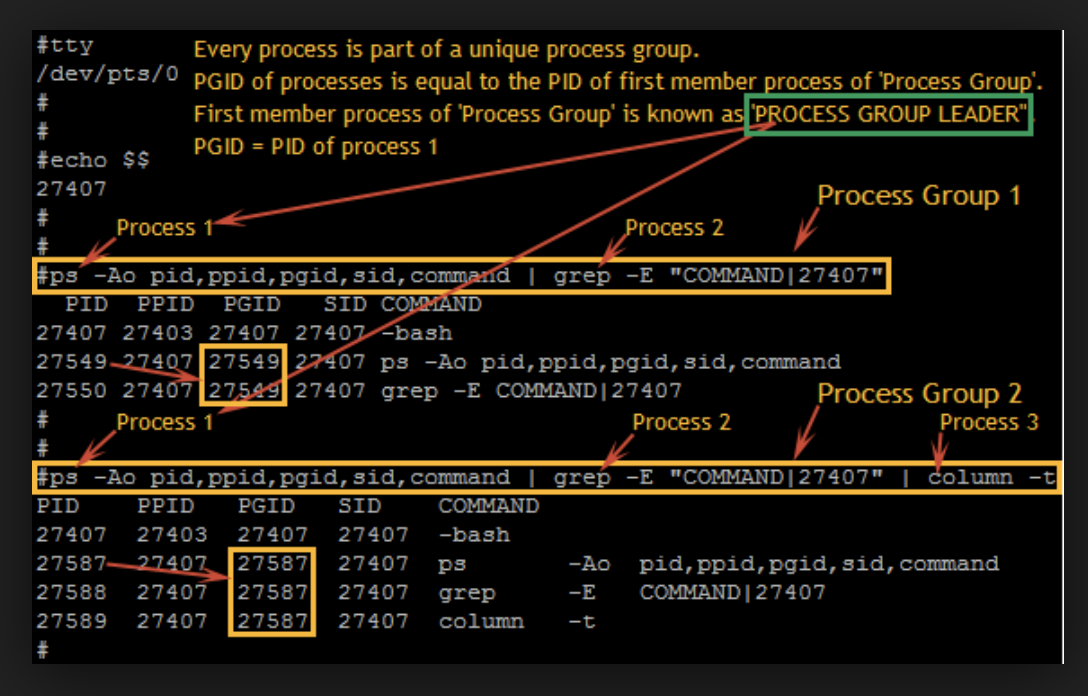 #tty
Every process is part of a unique process group.
/dev/pts/0
PGID of processes is equal to the PID of first member process of 'Process Group'.
#
First member process of 'Process Group' is known as "PROCESS GROUP LEADER".
#
PGID = PID of process 1
#echo $$
27407
Process Group 1
#
Process 1 Process 2
#
#ps -Ao pid,ppid,pgid,sid,command | grep -E "COMMAND|27407"
PID PPID PGID SID COMMAND
27407 27403 27407 27407 -bash
27549 27407 27549 27407 ps -Ao pid,ppid,pgid,sid,command
27550 27407 27549 27407 grep -E COMMAND|27407
Process Group 2
#
Process 1 Process 2 Process 3
#
#ps -Ao pid,ppid,pgid,sid,command | grep -E "COMMAND|27407" | column -t
PID PPID PGID SID COMMAND
27407 27403 27407 27407 -bash
27587 27407 27587 27407 ps -Ao pid,ppid,pgid,sid,command
27588 27407 27587 27407 grep -E COMMAND|27407
27589 27407 27587 27407 column -t
#